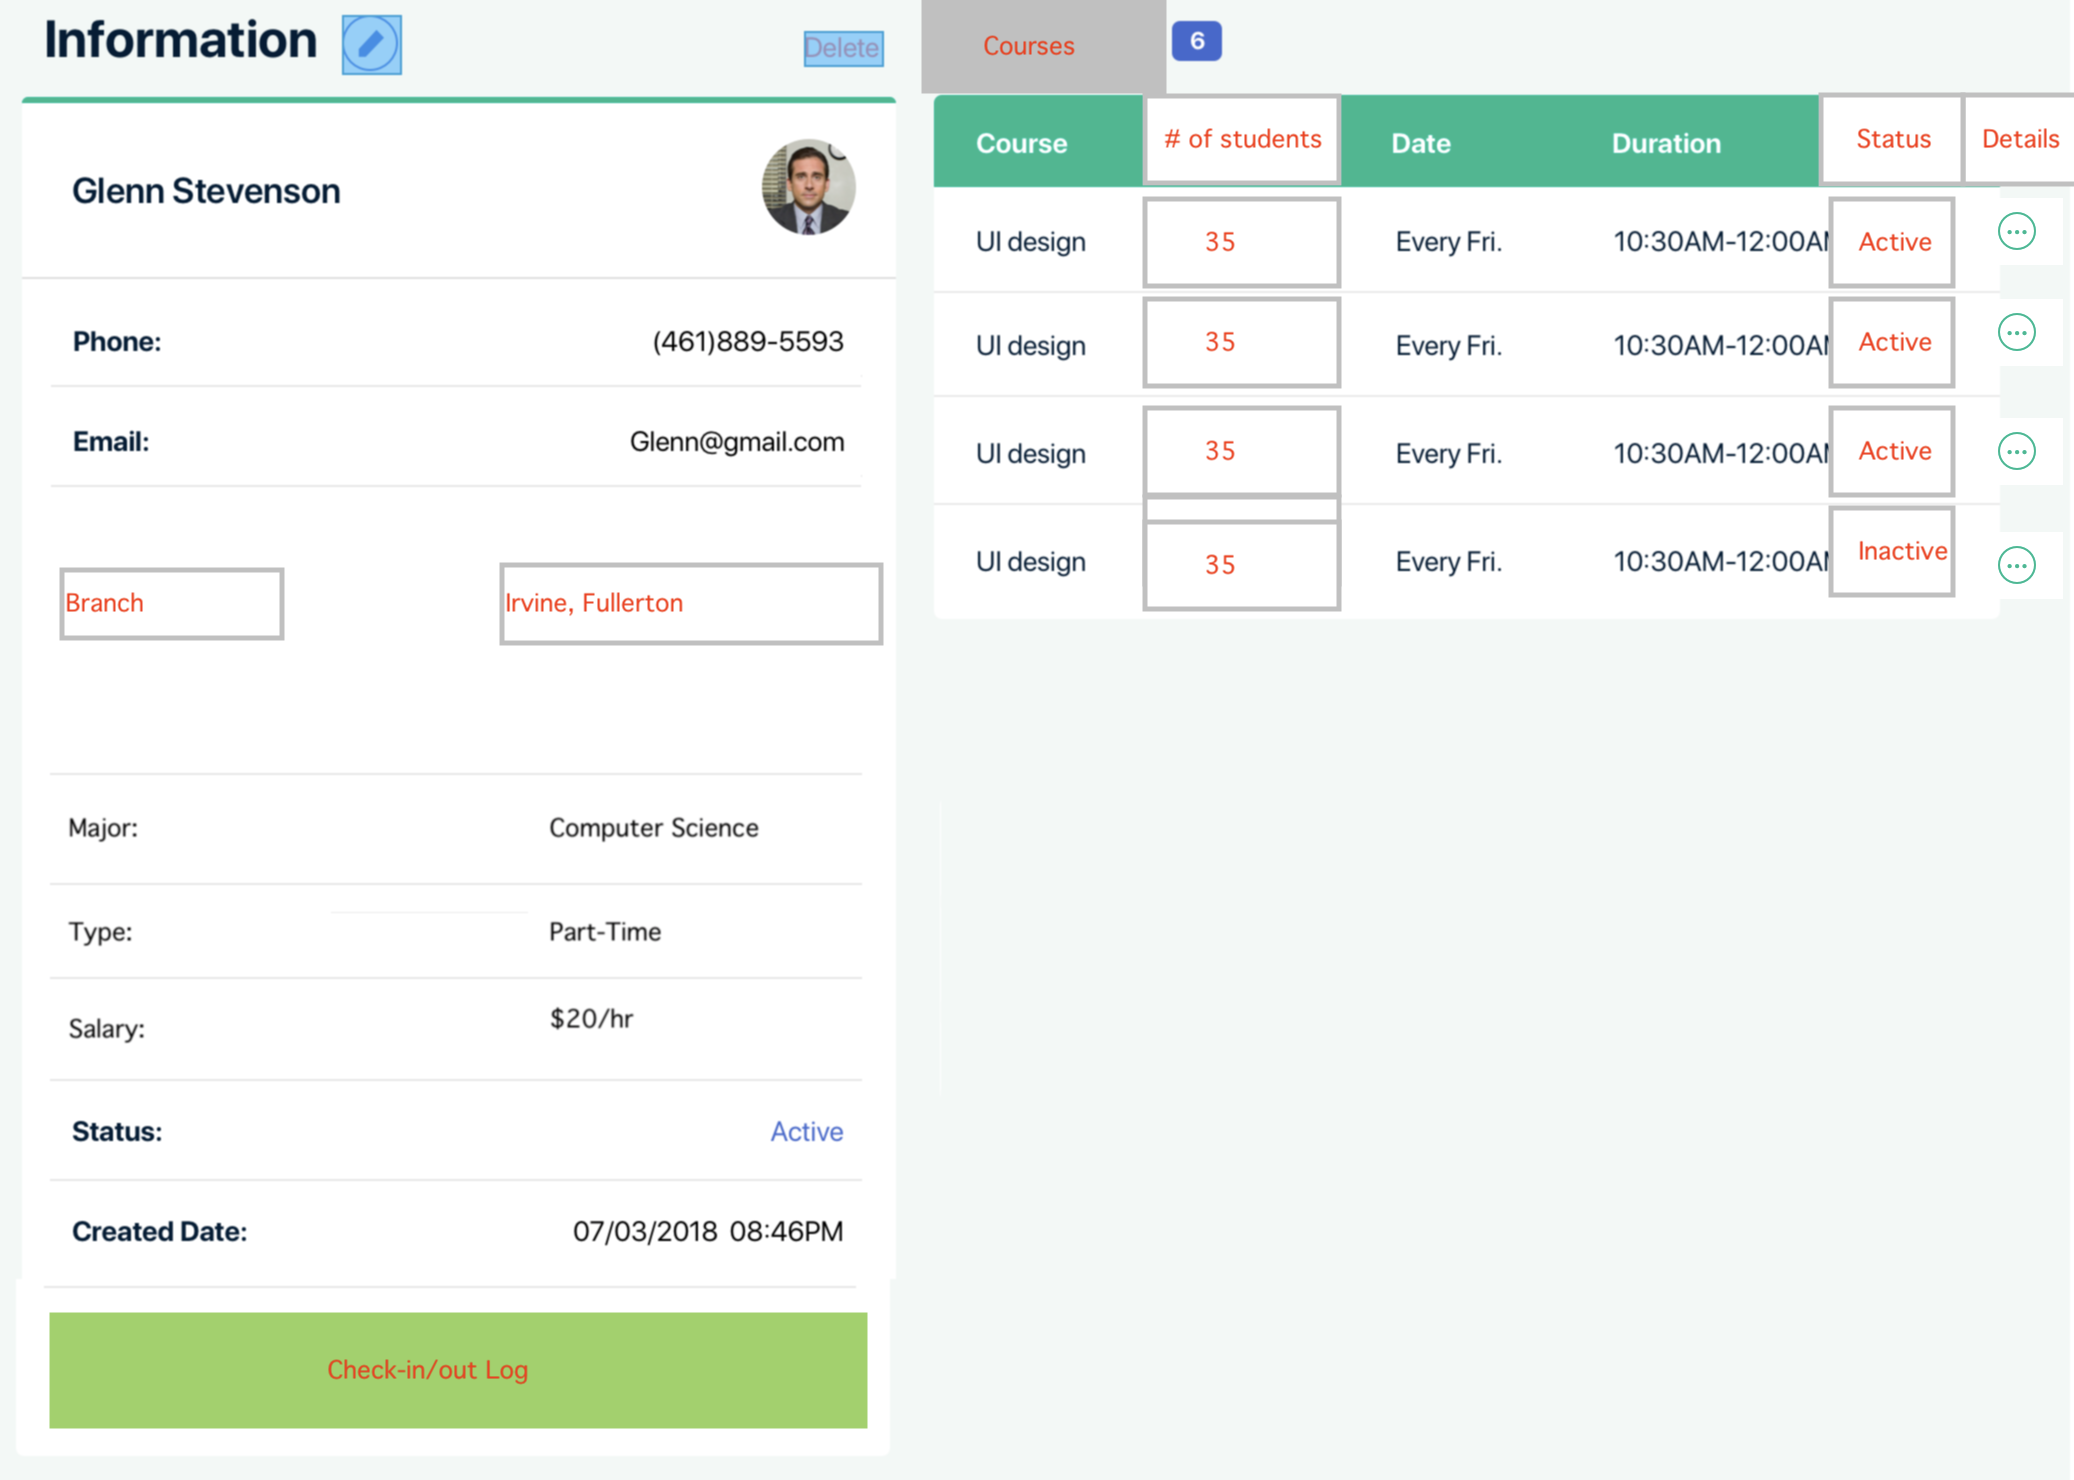 Information
Delete
Glenn Stevenson
Phone: (461)889-5593
Email: Glenn@gmail.com
Branch Irvine, Fullerton
Major: Computer Science
Type: Part-Time
Salary: $20/hr
Status: Active
Created Date: 07/03/2018 08:46PM
Check-in/out Log
Courses 6
Course # of students Date Duration Status Details
UI design 35 Every Fri. 10:30AM-12:00AM Active
UI design 35 Every Fri. 10:30AM-12:00AM Active
UI design 35 Every Fri. 10:30AM-12:00AM Active
UI design 35 Every Fri. 10:30AM-12:00AM Inactive